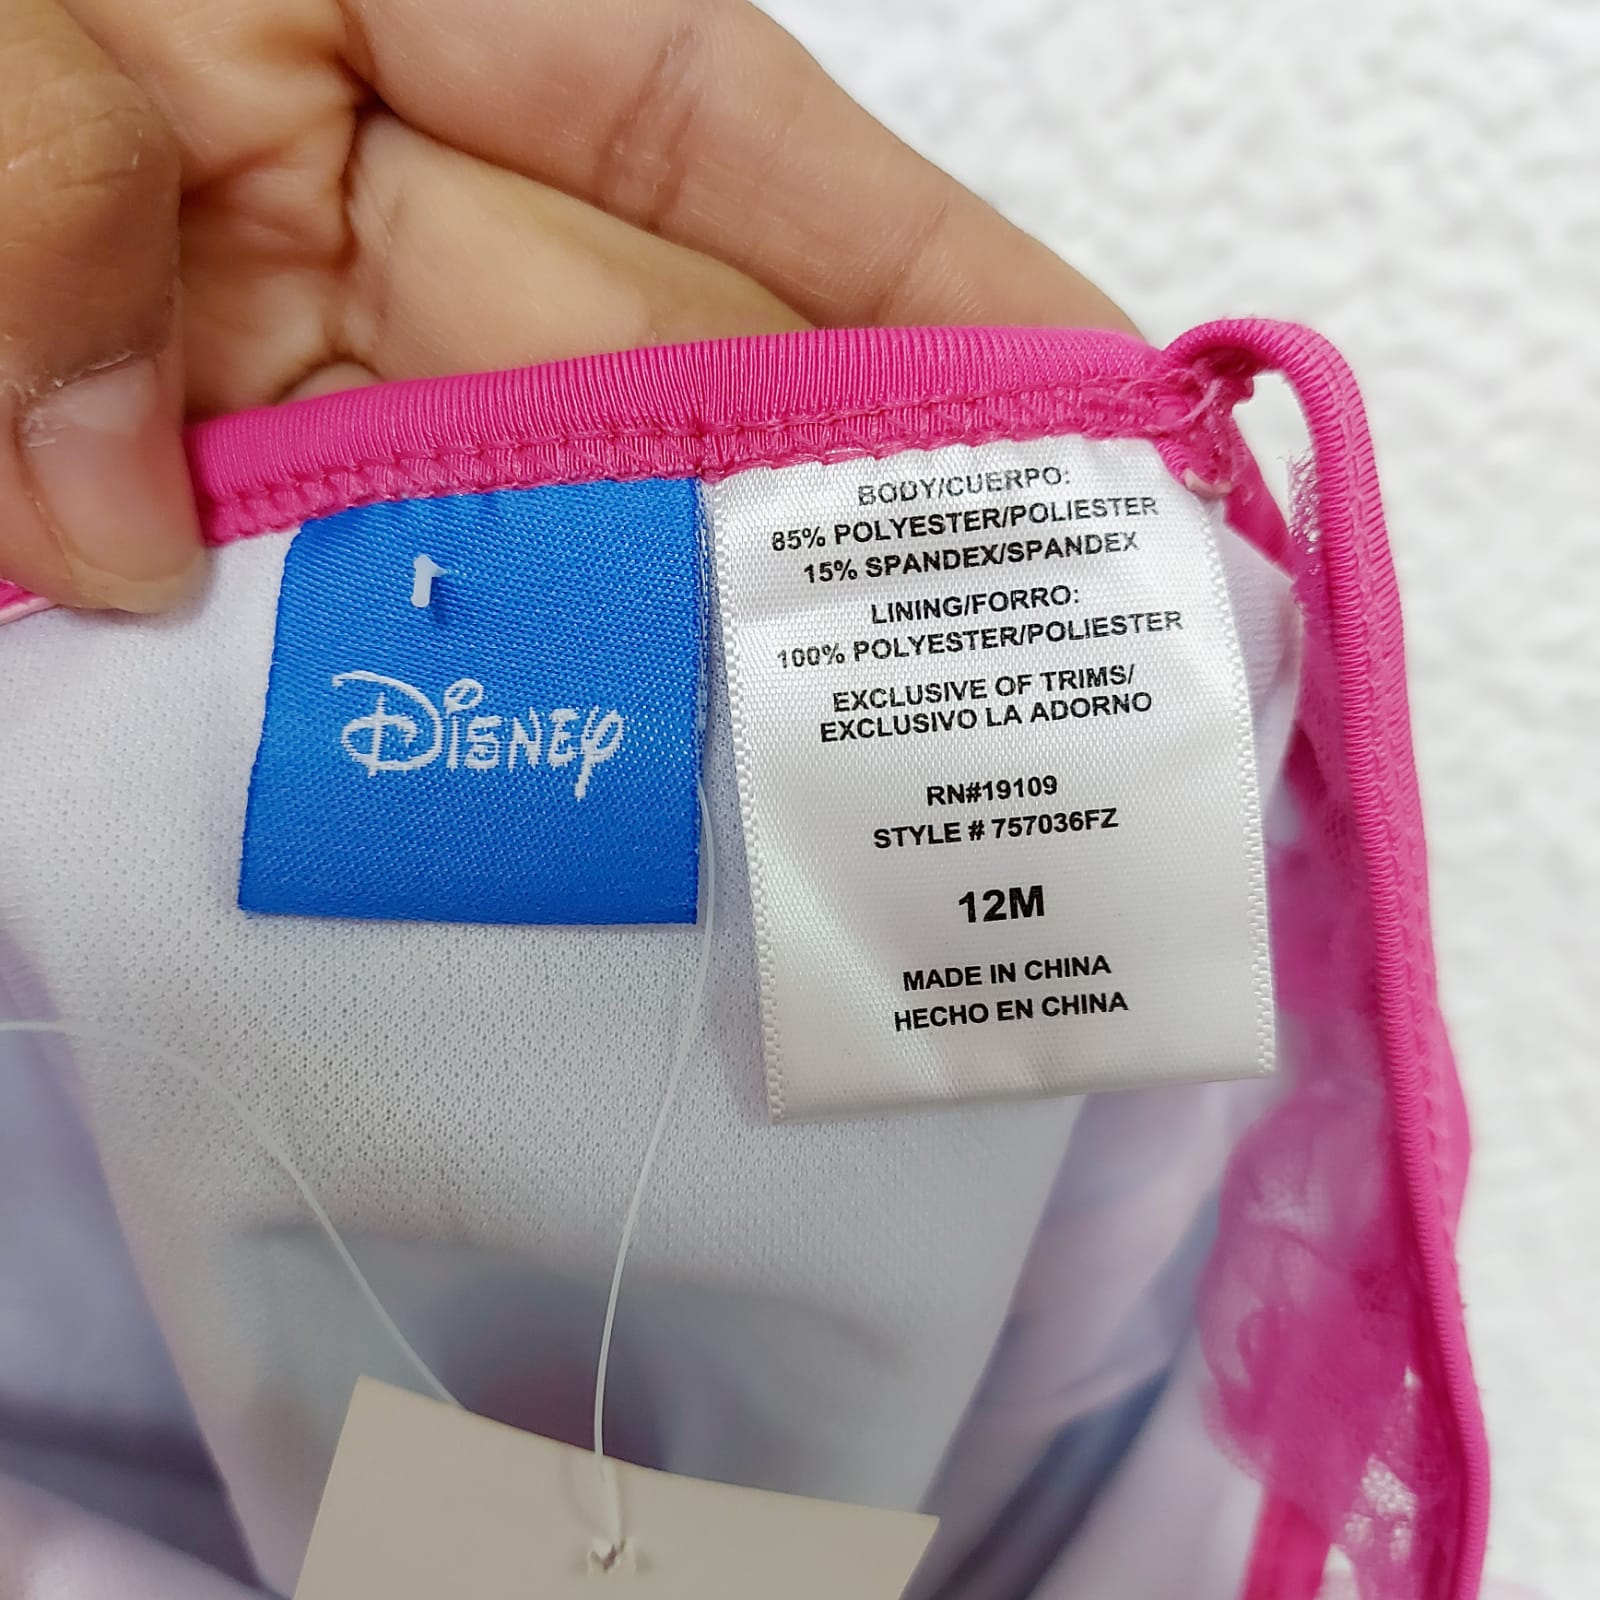 DISNEY
BODY/CUERPO:
85% POLYESTER/POLIESTER
15% SPANDEX/SPANDEX
LINING/FORRO:
100% POLYESTER/POLIESTER
EXCLUSIVE OF TRIMS/
EXCLUSIVO LA ADORNO
RN#19109
STYLE # 757036FZ
12M
MADE IN CHINA
HECHO EN CHINA